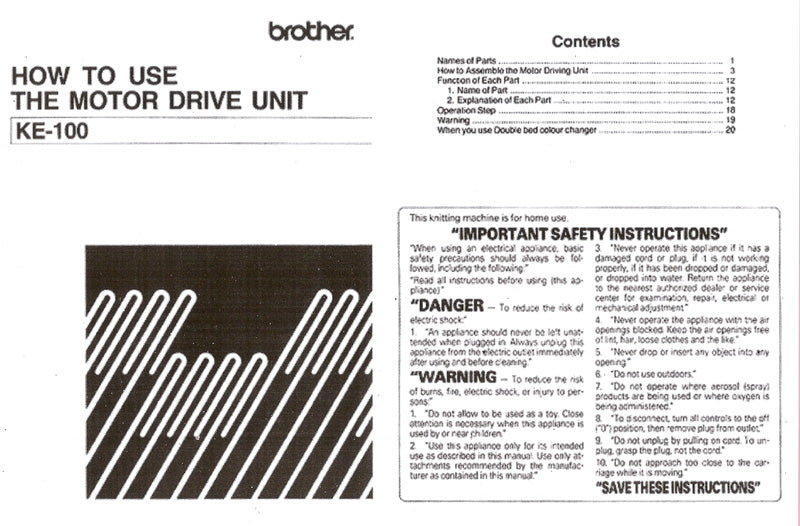 brother.
HOW TO USE
THE MOTOR DRIVE UNIT
KE-100
Contents
Names of Parts ........ 1
How to Assemble the Motor Driving Unit ........ 3
Function of Each Part ........ 12
1. Name of Part ........ 12
2. Explanation of Each Part ........ 12
Operation Step ........ 18
Warning ........ 19
When you use Double bed colour changer ........ 20
This knitting machine is for home use.
"IMPORTANT SAFETY INSTRUCTIONS"
"When using an electrical appliance, basic
safety precautions should always be fol-
lowed, including the following:"
"Read all instructions before using (this ap-
pliance)"
"DANGER — To reduce the risk of
electric shock:"
1. "An appliance should never be left unat-
tended when plugged in. Always unplug this
appliance from the electric outlet immediately
after using and before cleaning."
"WARNING — To reduce the risk
of burns, fire, electric shock, or injury to per-
sons:"
1. "Do not allow to be used as a toy. Close
attention is necessary when this appliance is
used by or near children."
2. "Use this appliance only for its intended
use as described in this manual. Use only at-
tachments recommended by the manufac-
turer as contained in this manual."
3. "Never operate this appliance if it has a
damaged cord or plug, if it is not working
properly, if it has been dropped or damaged,
or dropped into water. Return the appliance
to the nearest authorized dealer or service
center for examination, repair, electrical or
mechanical adjustment."
4. "Never operate the appliance with the air
openings blocked. Keep the air openings free
of lint, hair, loose clothes and the like."
5. "Never drop or insert any object into any
opening."
6. "Do not use outdoors."
7. "Do not operate where aerosol (spray)
products are being used or where oxygen is
being administered."
8. "To disconnect, turn all controls to the off
("0") position, then remove plug from outlet."
9. "Do not unplug by pulling on cord. To un-
plug, grasp the plug, not the cord."
10. "Do not approach too close to the car-
riage while it is moving."
"SAVE THESE INSTRUCTIONS"